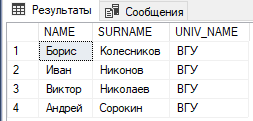 Результаты Сообщения
NAME SURNAME UNIV_NAME
1 Борис Колесников ВГУ
2 Иван Никонов ВГУ
3 Виктор Николаев ВГУ
4 Андрей Сорокин ВГУ